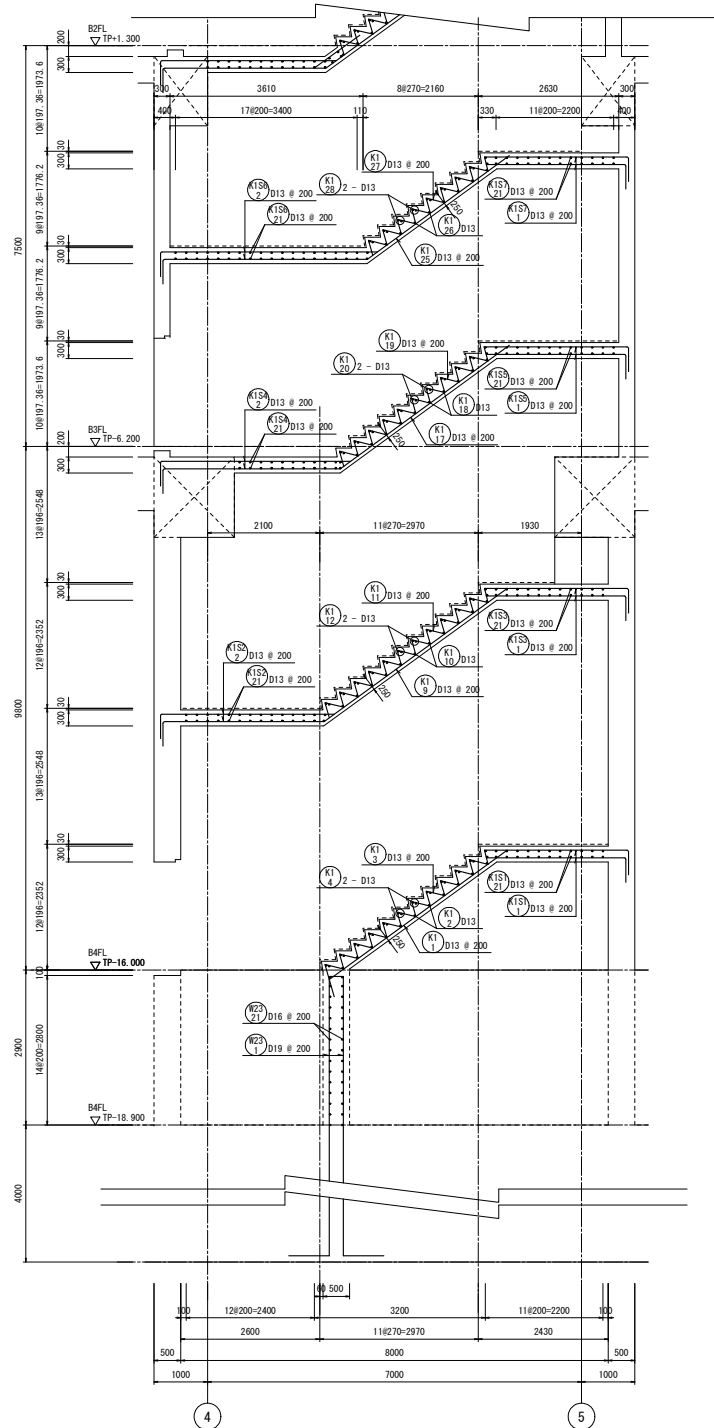 B2FL
TP+1.300
200
300
10@197.36=1973.6
30
300
9@197.36=1776.2
30
300
9@197.36=1776.2
30
300
10@197.36=1973.6
7500
B3FL
TP-6.200
200
300
13@196=2548
30
300
12@196=2352
30
300
13@196=2548
30
300
12@196=2352
9800
B4FL
TP-16.000
100
14@200=2800
2900
B4FL
TP-18.900
4000
300
3610
8@270=2160
2630
300
400
17@200=3400
110
330
11@200=2200
400
K1 27 D13 @ 200
K1 28 2 - D13
K1S6 2 D13 @ 200
K1S6 21 D13 @ 200
250
K1 26 D13
K1 25 D13 @ 200
K1S7 21 D13 @ 200
K1S7 1 D13 @ 200
K1 19 D13 @ 200
K1 20 2 - D13
K1S4 2 D13 @ 200
K1S4 21 D13 @ 200
250
K1 18 D13
K1 17 D13 @ 200
K1S5 21 D13 @ 200
K1S5 1 D13 @ 200
2100
11@270=2970
1930
K1 11 D13 @ 200
K1 12 2 - D13
K1S2 2 D13 @ 200
K1S2 21 D13 @ 200
250
K1 10 D13
K1 9 D13 @ 200
K1S3 21 D13 @ 200
K1S3 1 D13 @ 200
K1 3 D13 @ 200
K1 4 2 - D13
250
K1 2 D13
K1 1 D13 @ 200
K1S1 21 D13 @ 200
K1S1 1 D13 @ 200
W23 21 D16 @ 200
W23 1 D19 @ 200
60 500
100
12@200=2400
3200
11@200=2200
100
2600
11@270=2970
2430
500
8000
500
1000
7000
1000
4
5